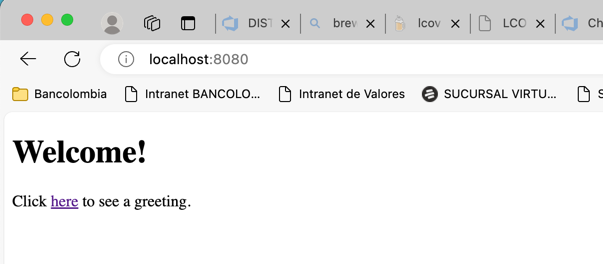 DIST
brew
lcov
LCO
Ch
localhost:8080
Bancolombia
Intranet BANCOLO...
Intranet de Valores
SUCURSAL VIRTU...
S
Welcome!
Click here to see a greeting.